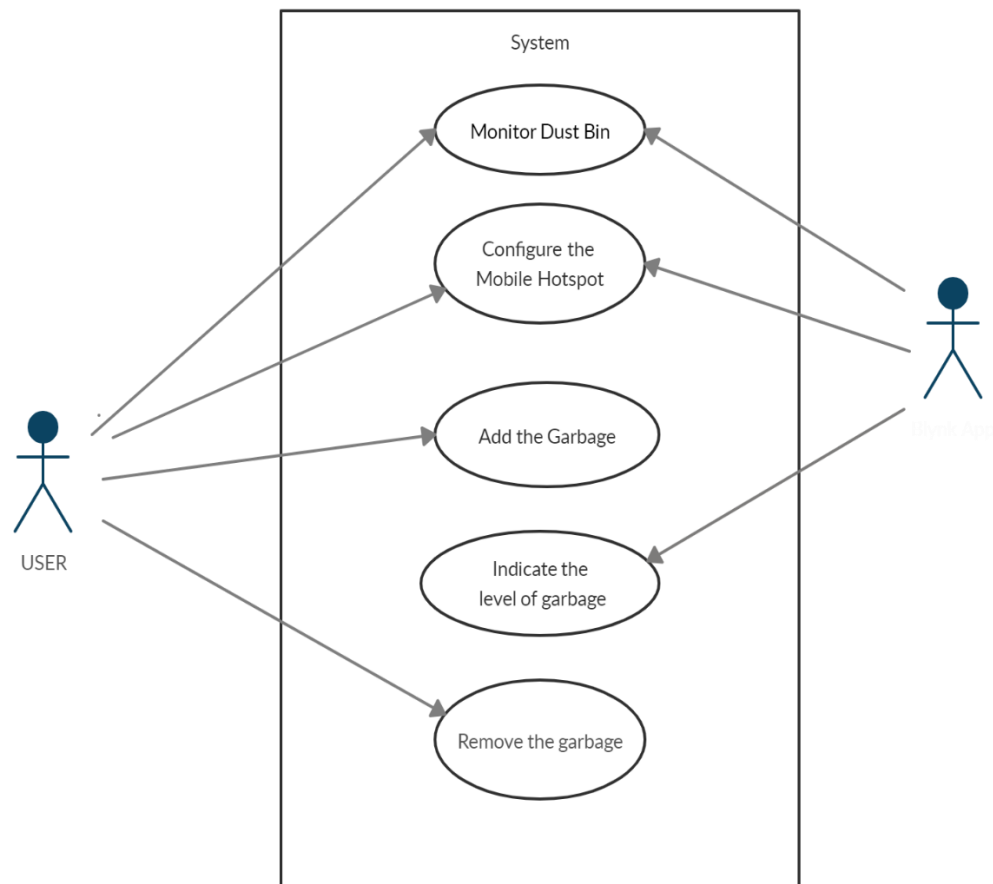 System
Monitor Dust Bin
Configure the
Mobile Hotspot
Add the Garbage
USER
Indicate the
level of garbage
Remove the garbage